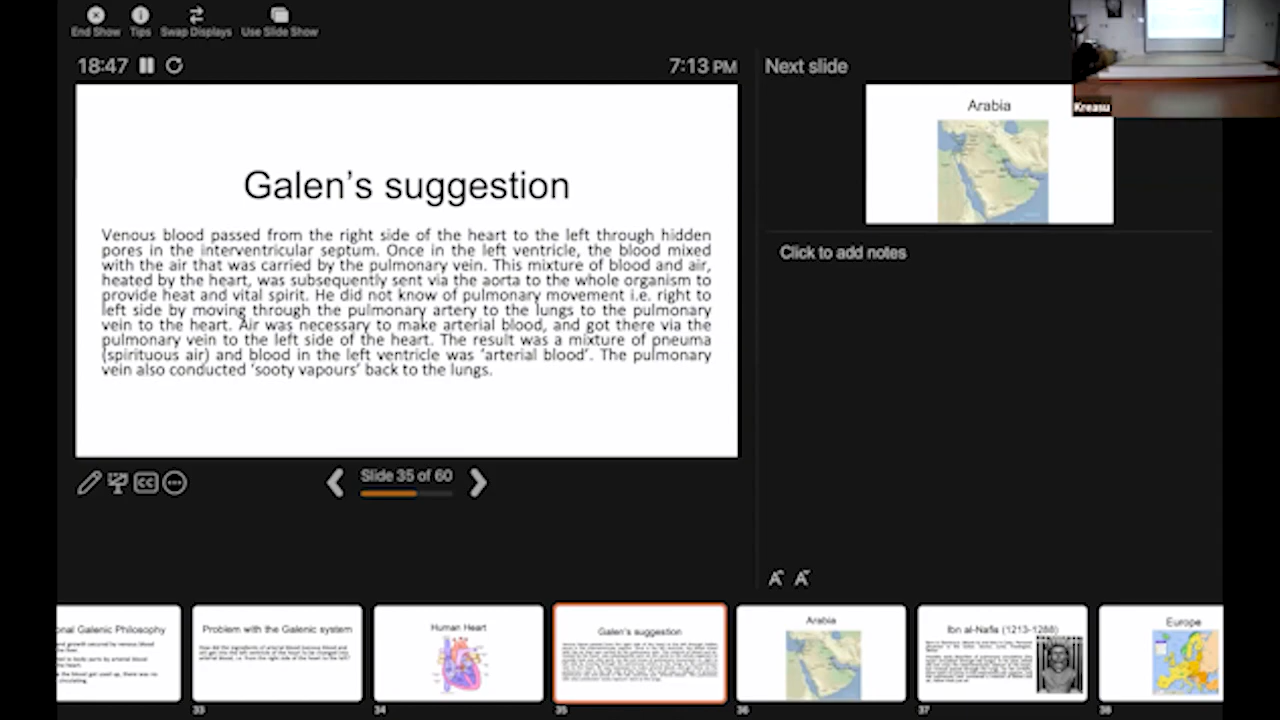 End Show Tips Swap Displays Use Slide Show
18:47 7:13 PM
Galen's suggestion
Venous blood passed from the right side of the heart to the left through hidden
pores in the interventricular septum. Once in the left ventricle, the blood mixed
with the air that was carried by the pulmonary vein. This mixture of blood and air,
heated by the heart, was subsequently sent via the aorta to the whole organism to
provide heat and vital spirit. He did not know of pulmonary movement i.e. right to
left side by moving through the pulmonary artery to the lungs to the pulmonary
vein to the heart. Air was necessary to make arterial blood, and got there via the
pulmonary vein to the left side of the heart. The result was a mixture of pneuma
(spirituous air) and blood in the left ventricle was 'arterial blood'. The pulmonary
vein also conducted 'sooty vapours' back to the lungs.
Slide 35 of 60
Next slide
Arabia
Kreasu
Click to add notes
onal Galenic Philosophy
Problem with the Galenic system
33
Human Heart
34
Galen's suggestion
35
Arabia
36
Ibn al-Nafis (1213-1288)
37
Europe
38